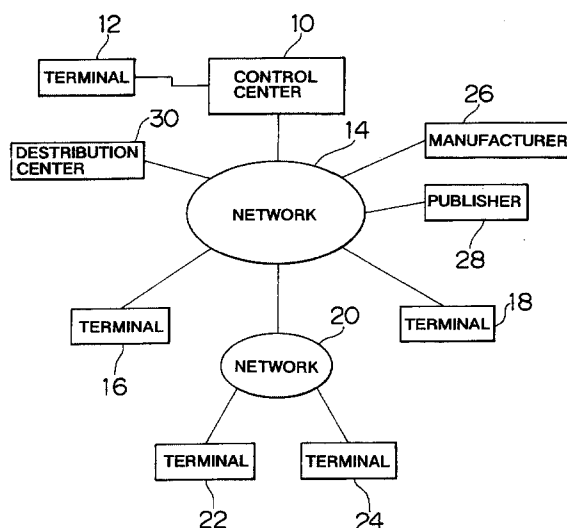 12
10
TERMINAL
CONTROL
CENTER
26
30
14
MANUFACTURER
DESTRIBUTION
CENTER
PUBLISHER
NETWORK
28
TERMINAL
20
TERMINAL
18
16
NETWORK
TERMINAL
TERMINAL
22
24